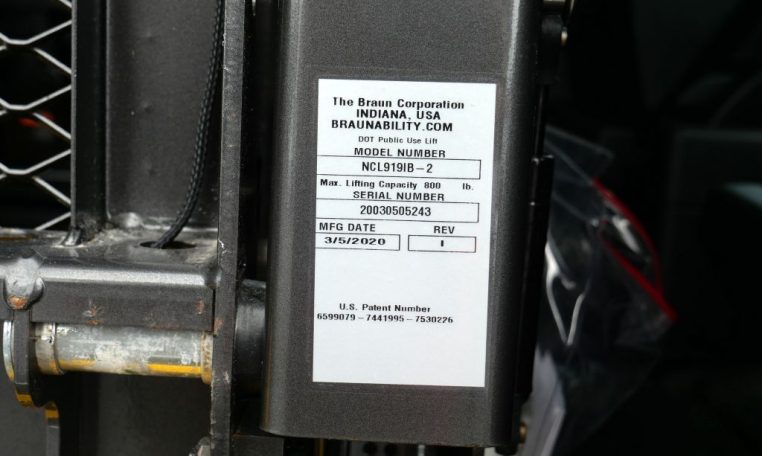 The Braun Corporation
INDIANA, USA
BRAUNABILITY.COM
DOT Public Use Lift
MODEL NUMBER
NCL919IB-2
Max. Lifting Capacity 800 lb.
SERIAL NUMBER
20030505243
MFG DATE REV
3/5/2020 I
U.S. Patent Number
6599079-7441995-7530226